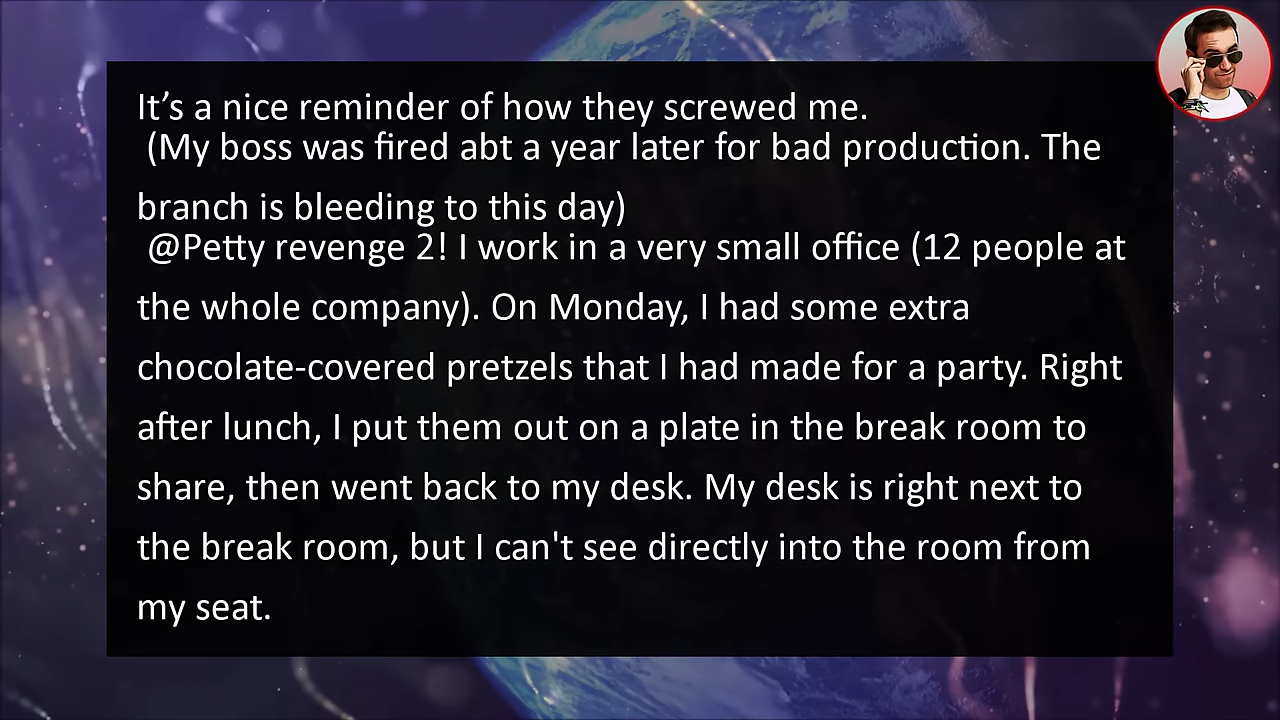 It’s a nice reminder of how they screwed me.
(My boss was fired abt a year later for bad production. The
branch is bleeding to this day)
@Petty revenge 2! I work in a very small office (12 people at
the whole company). On Monday, I had some extra
chocolate-covered pretzels that I had made for a party. Right
after lunch, I put them out on a plate in the break room to
share, then went back to my desk. My desk is right next to
the break room, but I can't see directly into the room from
my seat.